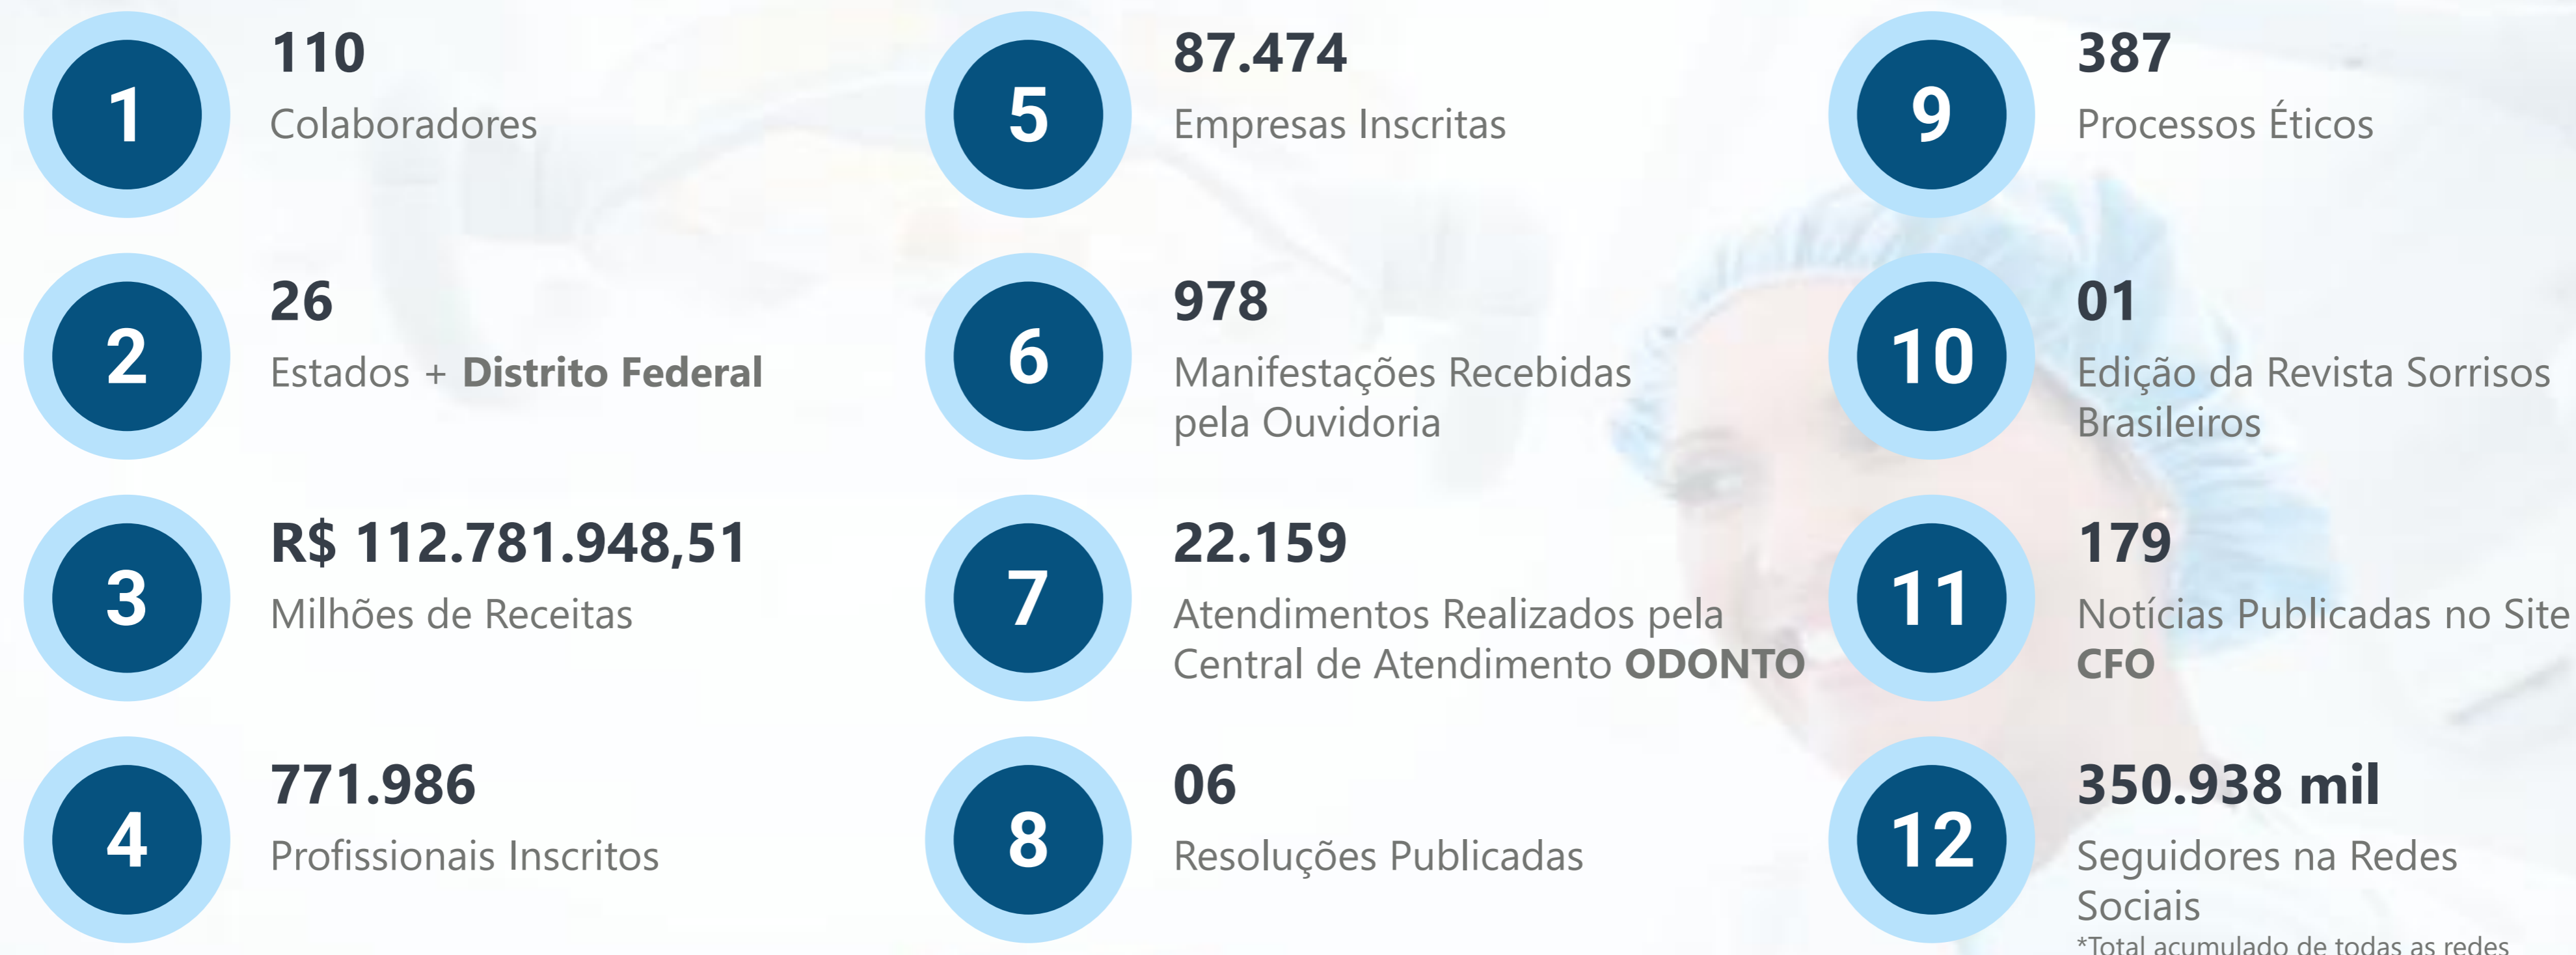 1
110
Colaboradores
2
26
Estados + Distrito Federal
3
R$ 112.781.948,51
Milhões de Receitas
4
771.986
Profissionais Inscritos
5
87.474
Empresas Inscritas
6
978
Manifestações Recebidas
pela Ouvidoria
7
22.159
Atendimentos Realizados pela
Central de Atendimento ODONTO
8
06
Resoluções Publicadas
9
387
Processos Éticos
10
01
Edição da Revista Sorrisos
Brasileiros
11
179
Notícias Publicadas no Site
CFO
12
350.938 mil
Seguidores na Redes
Sociais
*Total acumulado de todas as redes